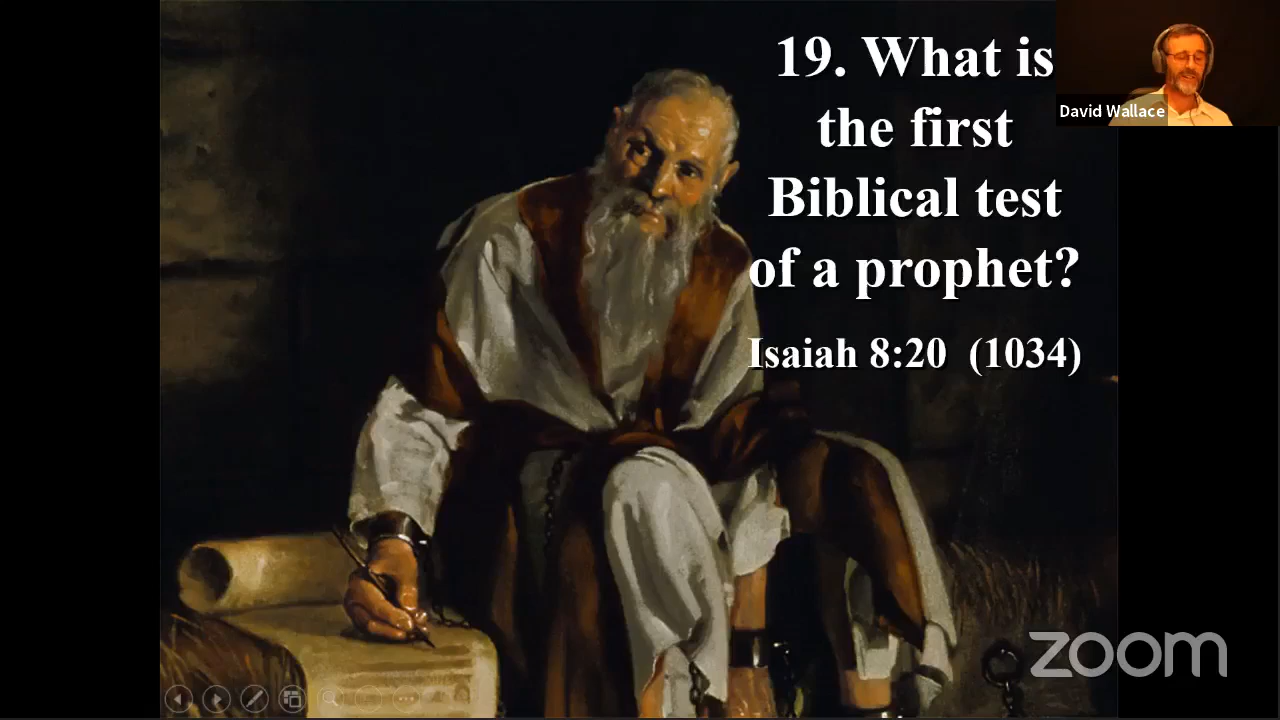 19. What is
the first
Biblical test
of a prophet?
Isaiah 8:20 (1034)
David Wallace
zoom